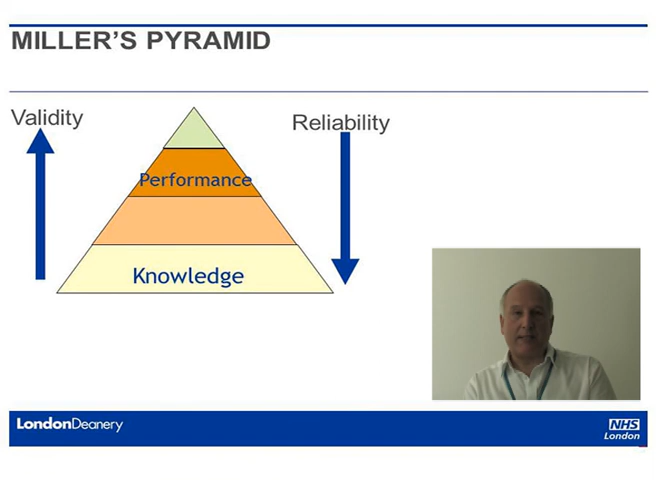 MILLER'S PYRAMID
Validity
Reliability
Performance
Knowledge
LondonDeanery
NHS
London